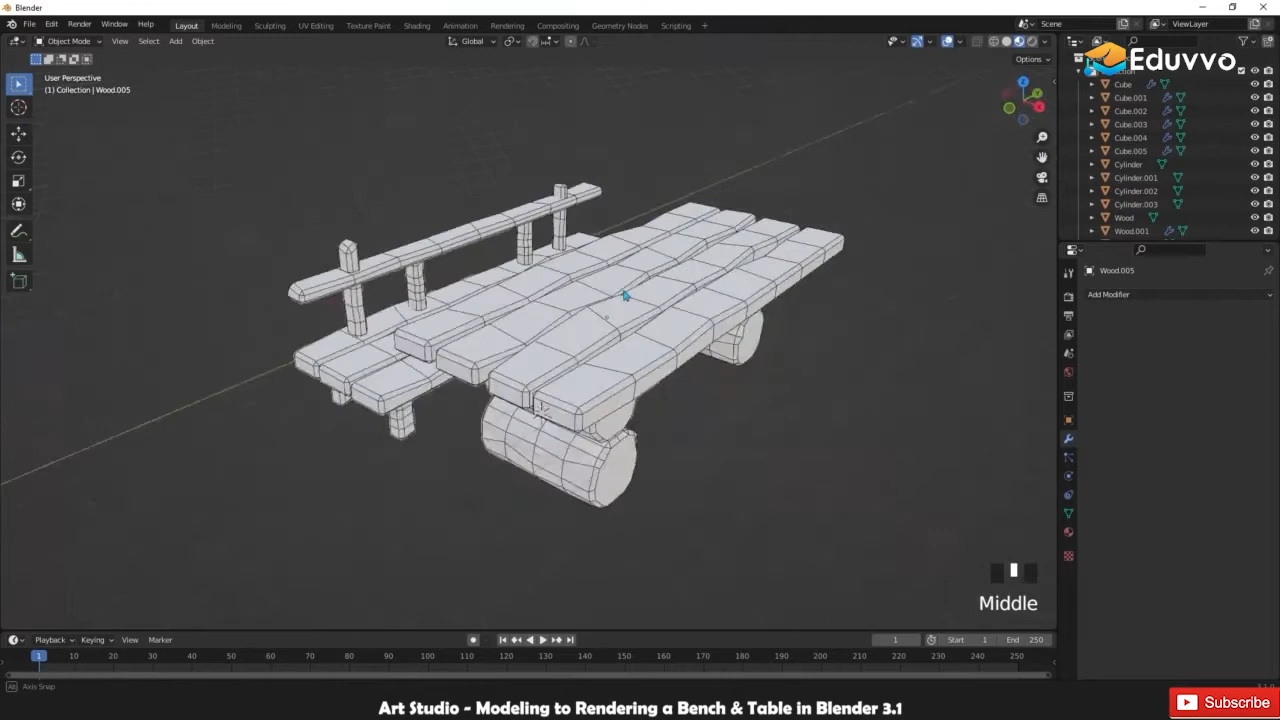 Blender
File Edit Render Window Help
Layout Modeling Sculpting UV Editing Texture Paint Shading Animation Rendering Compositing Geometry Nodes Scripting +
Scene ViewLayer
Object Mode View Select Add Object Global
Options
Eduvvo
User Perspective
(1) Collection | Wood.005
Cube
Cube.001
Cube.002
Cube.003
Cube.004
Cube.005
Cylinder
Cylinder.001
Cylinder.002
Cylinder.003
Wood
Wood.001
Wood.005
Add Modifier
Middle
Playback Keying View Marker 1 Start 1 End 250
1 10 20 30 40 50 60 70 80 90 100 110 120 130 140 150 160 170 180 190 200 210 220 230 240 250
Axis Snap
Art Studio - Modeling to Rendering a Bench & Table in Blender 3.1
Subscribe